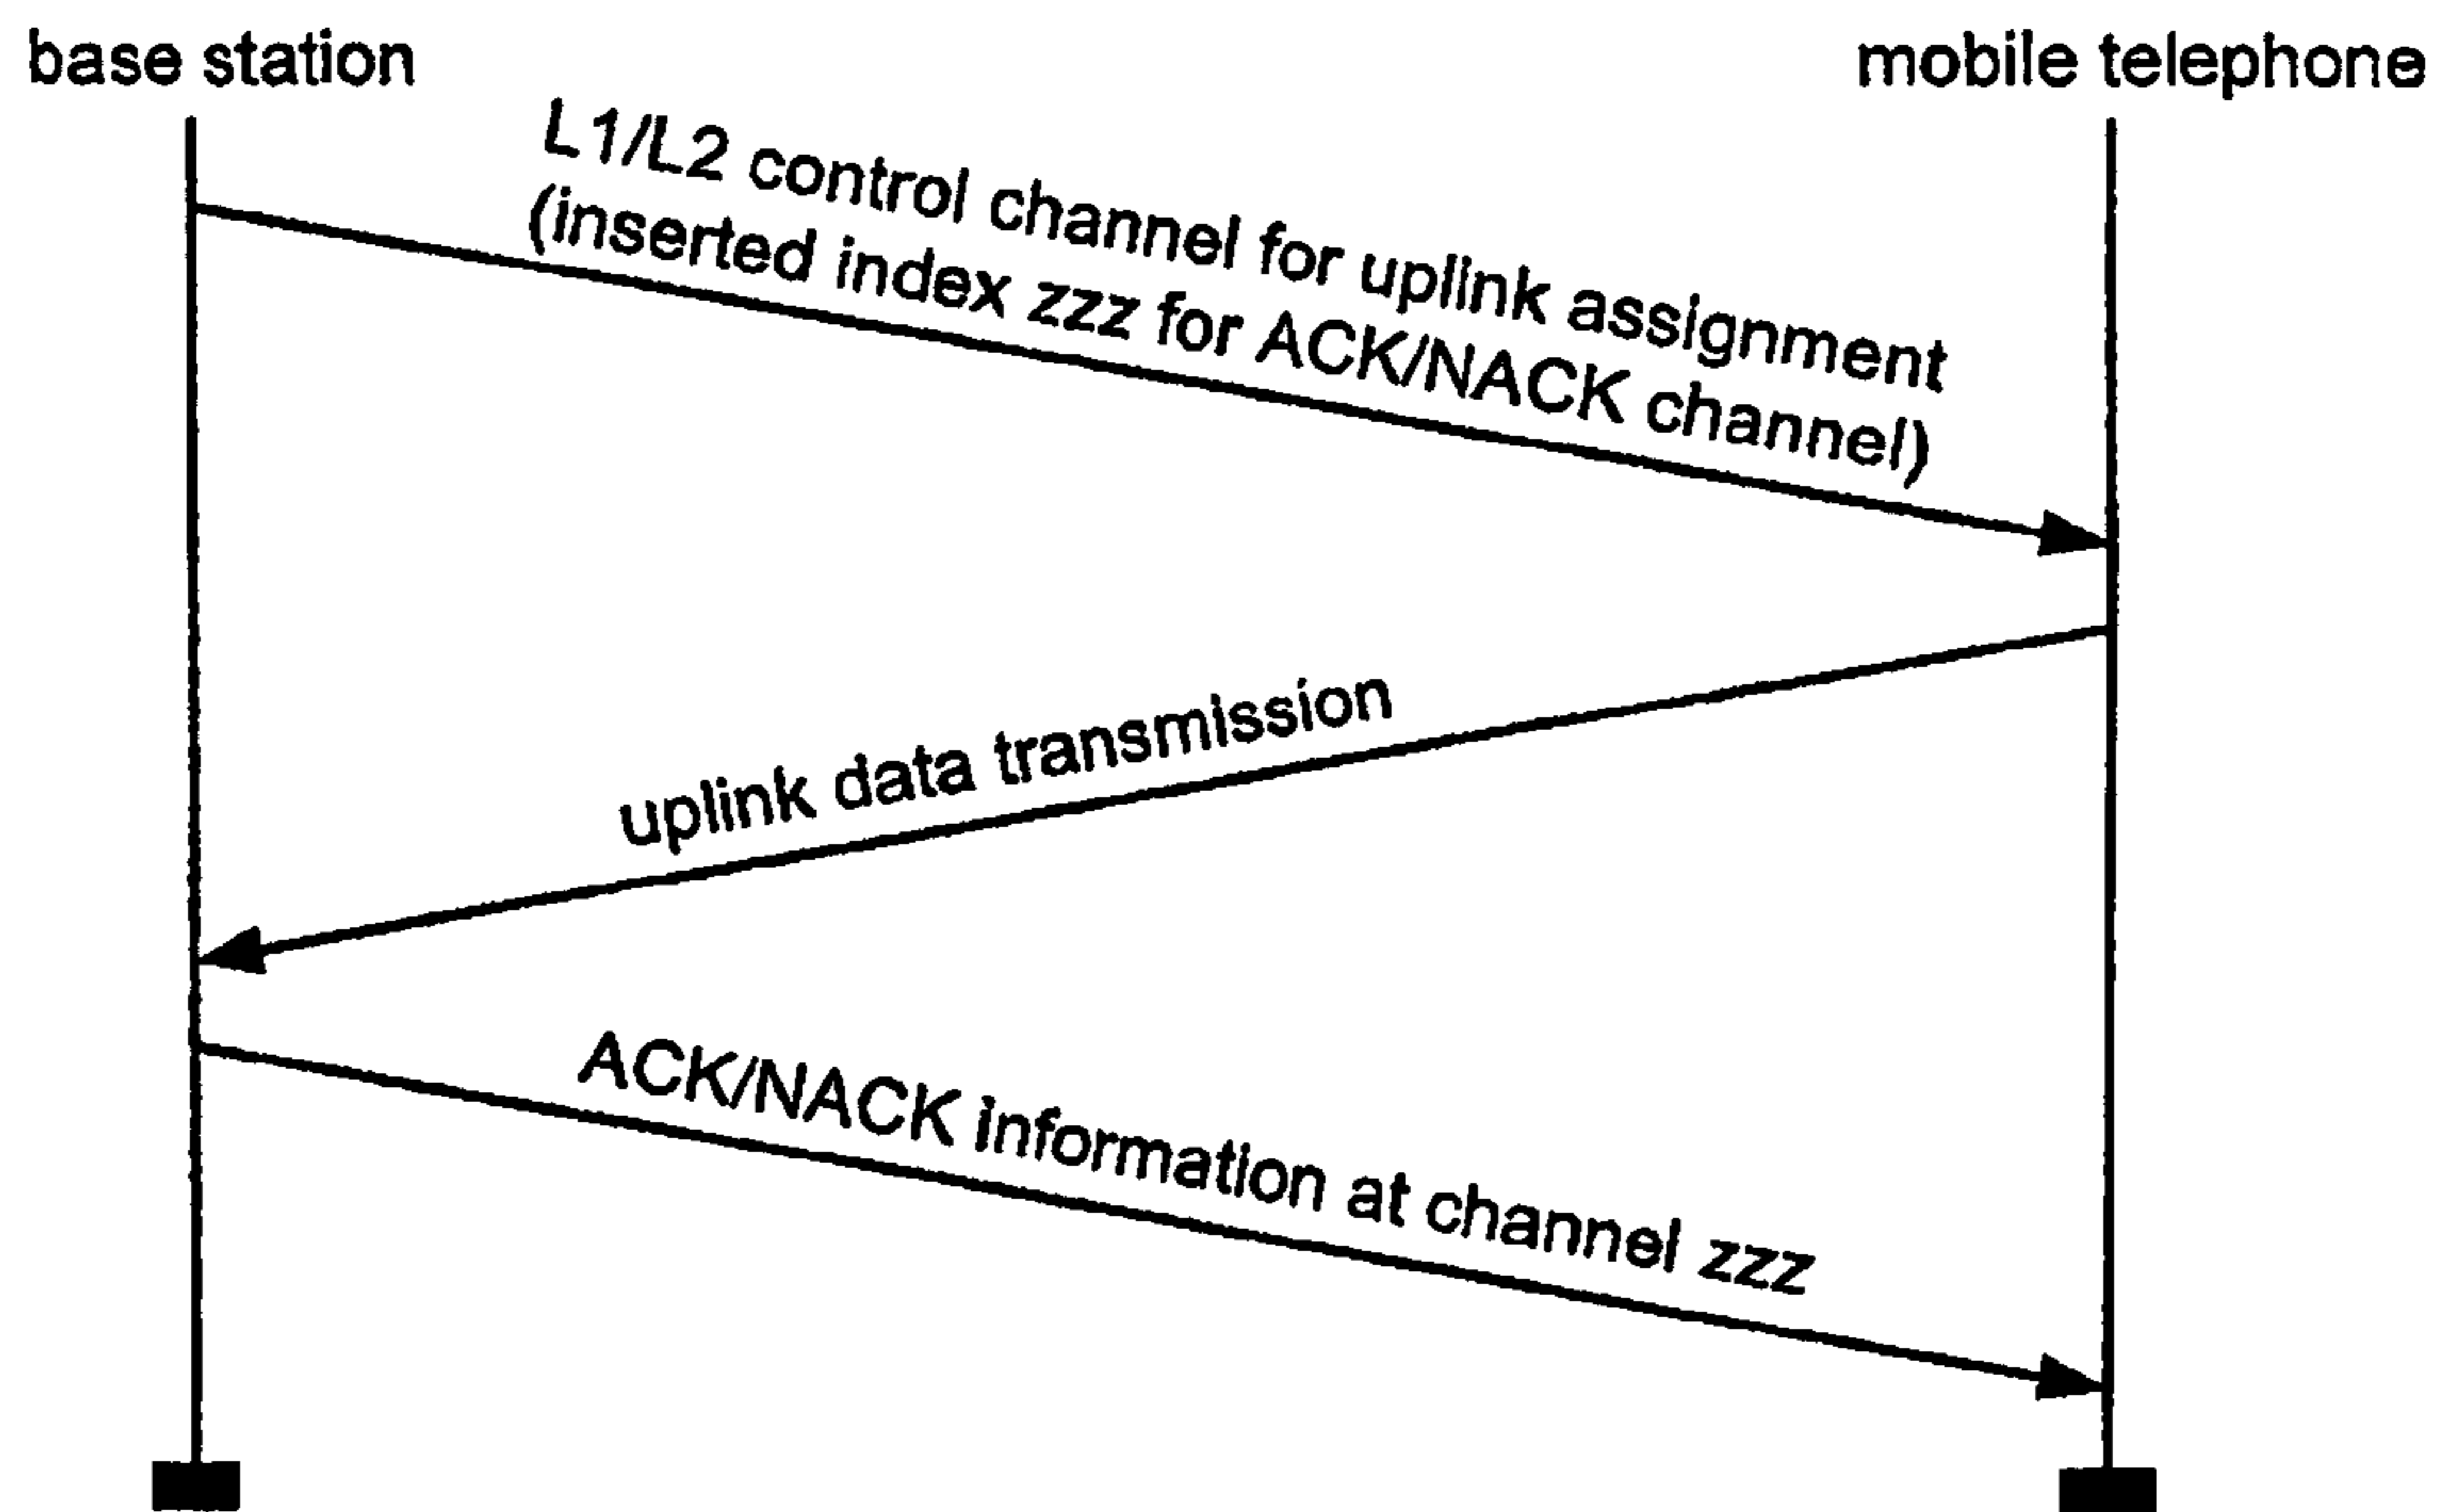 base station
mobile telephone
L1/L2 control channel for uplink assignment
(inserted index zzz for ACK/NACK channel)
uplink data transmission
ACK/NACK information at channel zzz